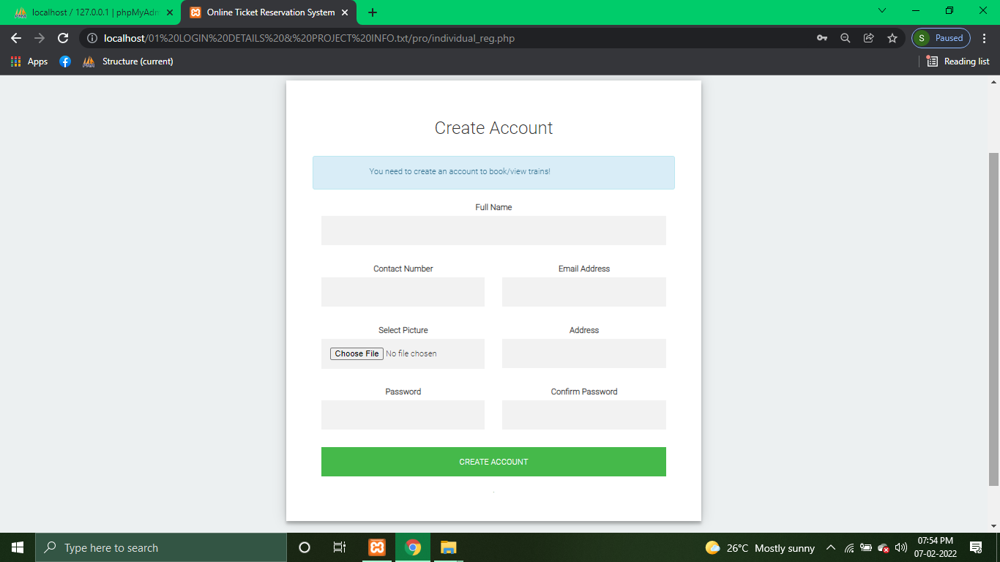 localhost / 127.0.0.1 | phpMyAdn
Online Ticket Reservation System
localhost/01%20LOGIN%20DETAILS%20&%20PROJECT%20INFO.txt/pro/individual_reg.php
S Paused
Apps
Structure (current)
Reading list
Create Account
You need to create an account to book/view trains!
Full Name
Contact Number Email Address
Select Picture Address
Choose File No file chosen
Password Confirm Password
CREATE ACCOUNT
.
Type here to search
26°C Mostly sunny
07:54 PM
07-02-2022